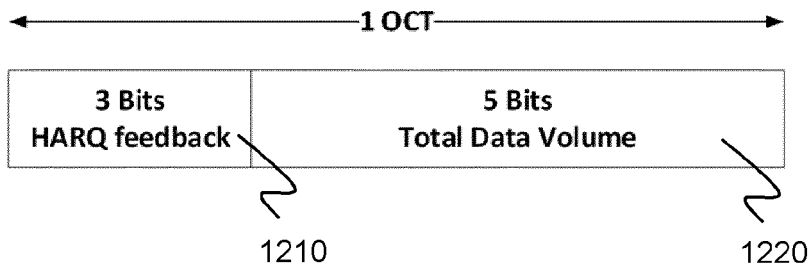 1 OCT
3 Bits
HARQ feedback
5 Bits
Total Data Volume
1210
1220